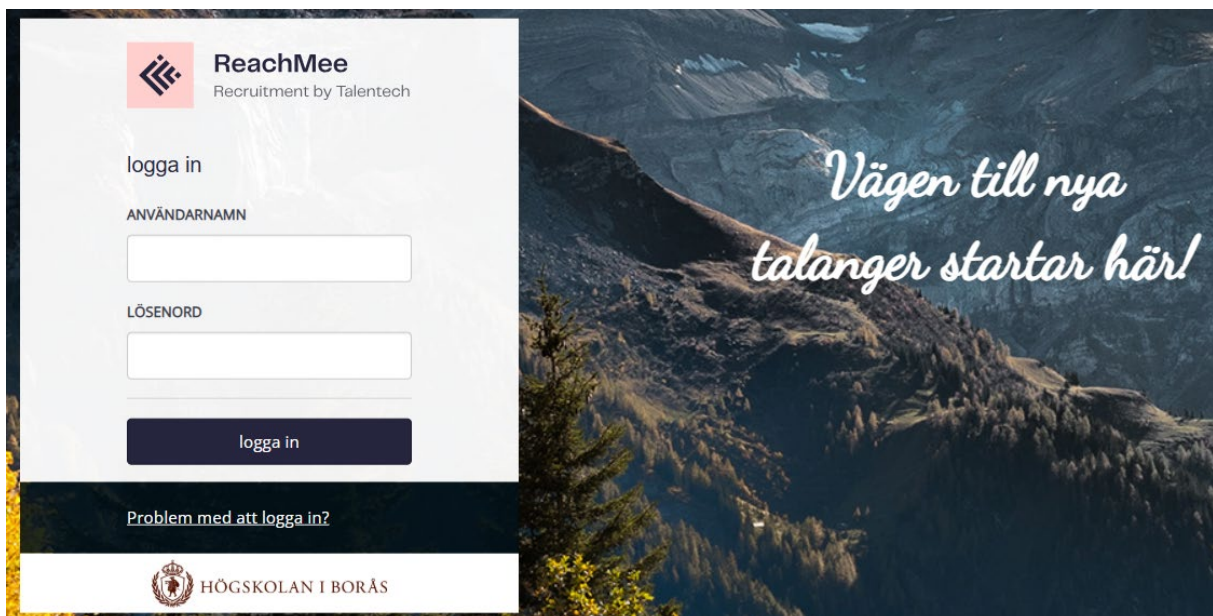 ReachMee
Recruitment by Talentech
logga in
ANVÄNDARNAMN
LÖSENORD
logga in
Problem med att logga in?
HÖGSKOLAN I BORÅS
Vägen till nya
talanger startar här!